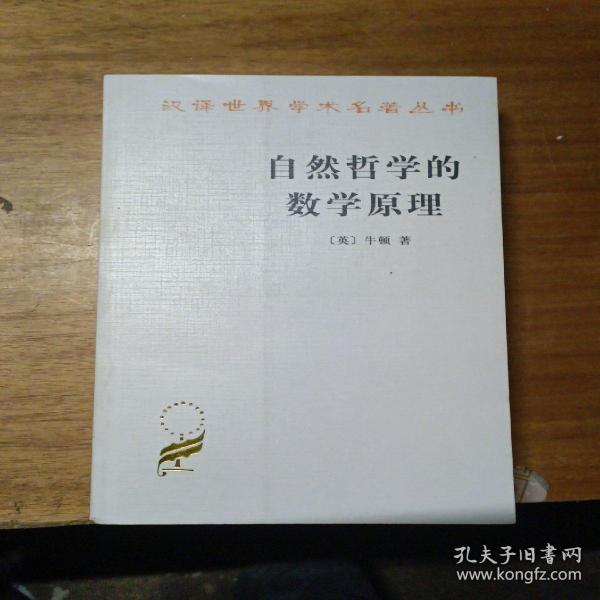 汉译世界学术名著丛书
自然哲学的
数学原理
〔英〕牛顿 著
孔夫子旧书网
www.kongfz.com